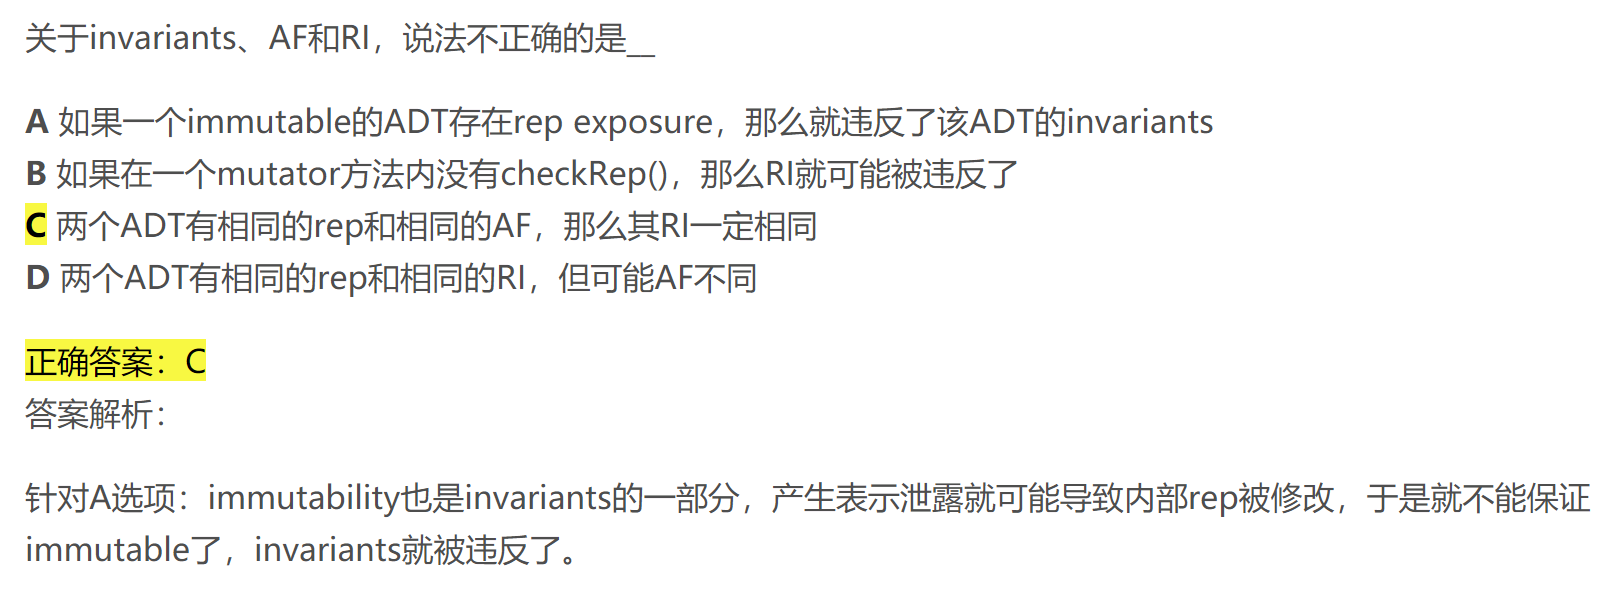 关于invariants、AF和RI，说法不正确的是__
A 如果一个immutable的ADT存在rep exposure，那么就违反了该ADT的invariants
B 如果在一个mutator方法内没有checkRep()，那么RI就可能被违反了
C 两个ADT有相同的rep和相同的AF，那么其RI一定相同
D 两个ADT有相同的rep和相同的RI，但可能AF不同
正确答案：C
答案解析：
针对A选项：immutability也是invariants的一部分，产生表示泄露就可能导致内部rep被修改，于是就不能保证
immutable了，invariants就被违反了。